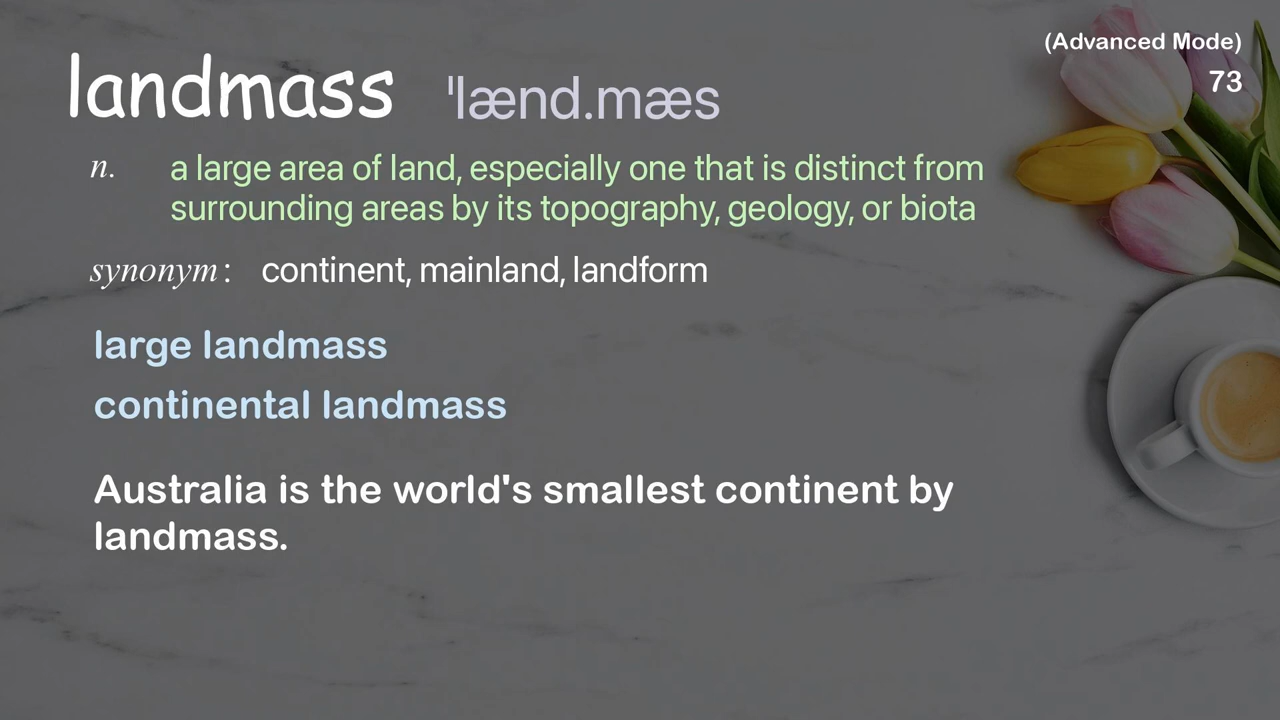 (Advanced Mode)
73
landmass ˈlænd.mæs
n. a large area of land, especially one that is distinct from
surrounding areas by its topography, geology, or biota
synonym: continent, mainland, landform
large landmass
continental landmass
Australia is the world's smallest continent by
landmass.